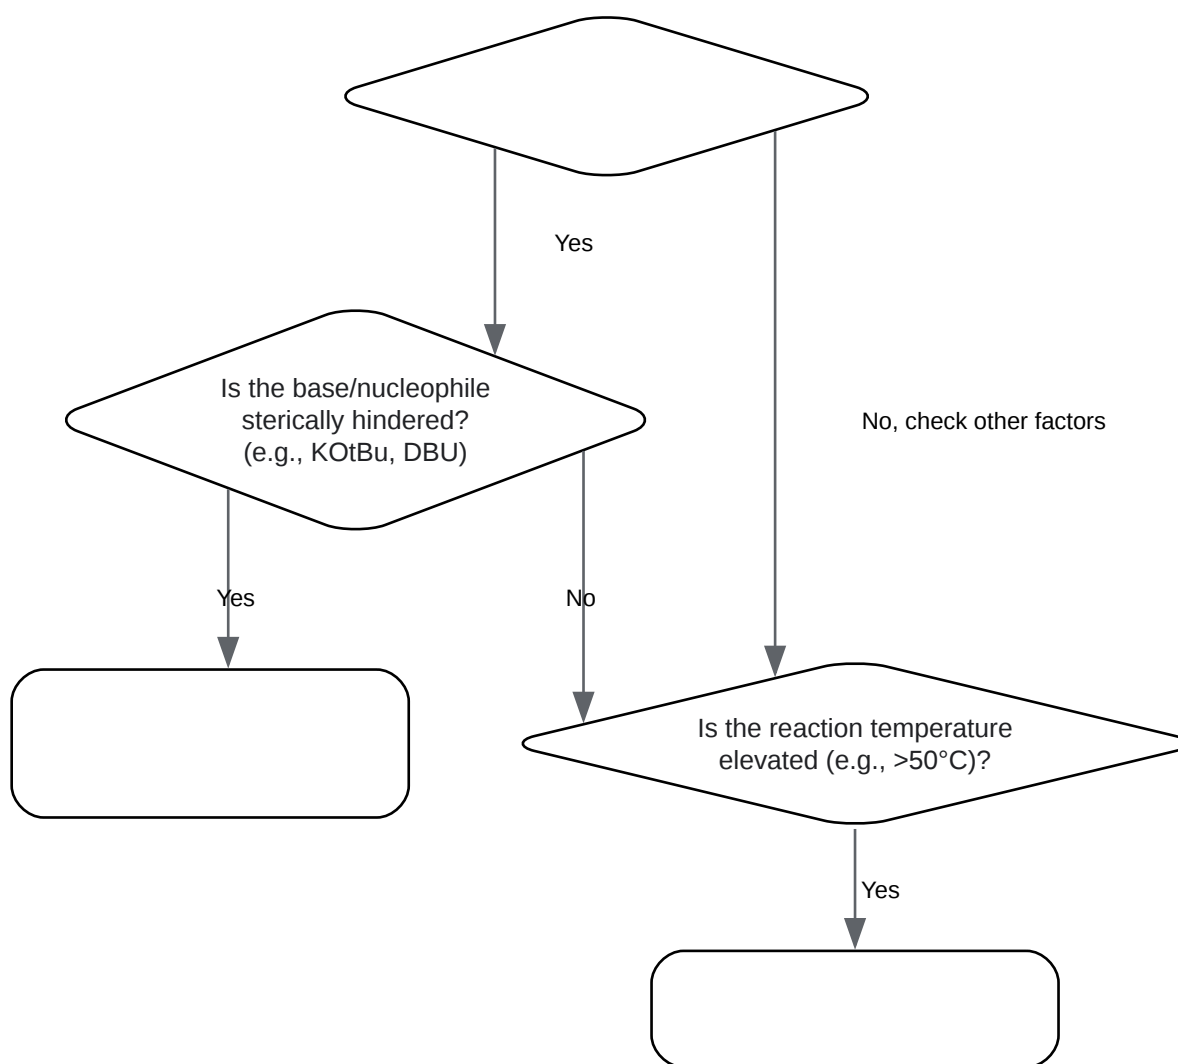 Yes
Is the base/nucleophile
sterically hindered?
(e.g., KOtBu, DBU)
No, check other factors
Yes
No
Is the reaction temperature
elevated (e.g., >50°C)?
Yes